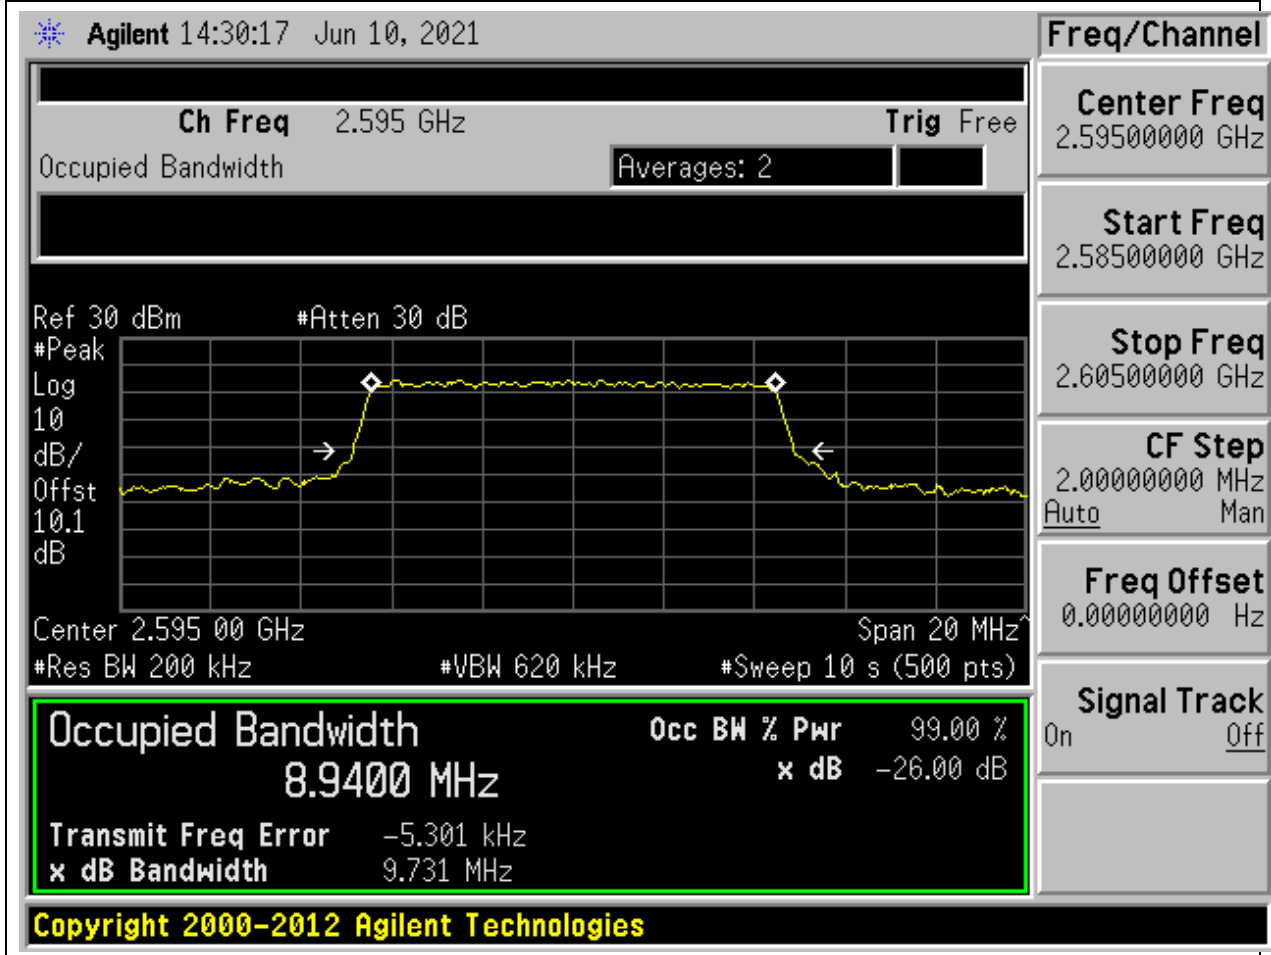 Agilent 14:30:17 Jun 10, 2021
Freq/Channel
Ch Freq 2.595 GHz Trig Free
Occupied Bandwidth Averages: 2
Center Freq
2.59500000 GHz
Start Freq
2.58500000 GHz
Stop Freq
2.60500000 GHz
CF Step
2.00000000 MHz
Auto Man
Freq Offset
0.00000000 Hz
Signal Track
On Off
Ref 30 dBm #Atten 30 dB
#Peak
Log
10
dB/
Offst
10.1
dB
Center 2.595 00 GHz Span 20 MHz^
#Res BW 200 kHz #VBW 620 kHz #Sweep 10 s (500 pts)
Occupied Bandwidth Occ BW % Pwr 99.00 %
8.9400 MHz x dB -26.00 dB
Transmit Freq Error -5.301 kHz
x dB Bandwidth 9.731 MHz
Copyright 2000-2012 Agilent Technologies